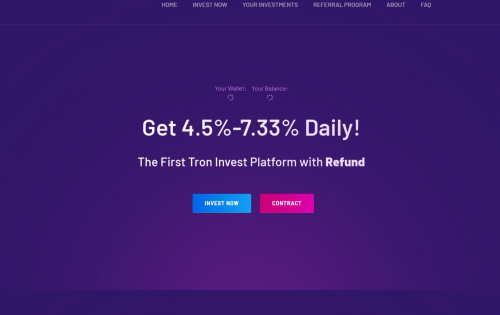 HOME INVEST NOW YOUR INVESTMENTS REFERRAL PROGRAM ABOUT FAQ
Your Wallet: Your Balance:
Get 4.5%-7.33% Daily!
The First Tron Invest Platform with Refund
INVEST NOW CONTRACT